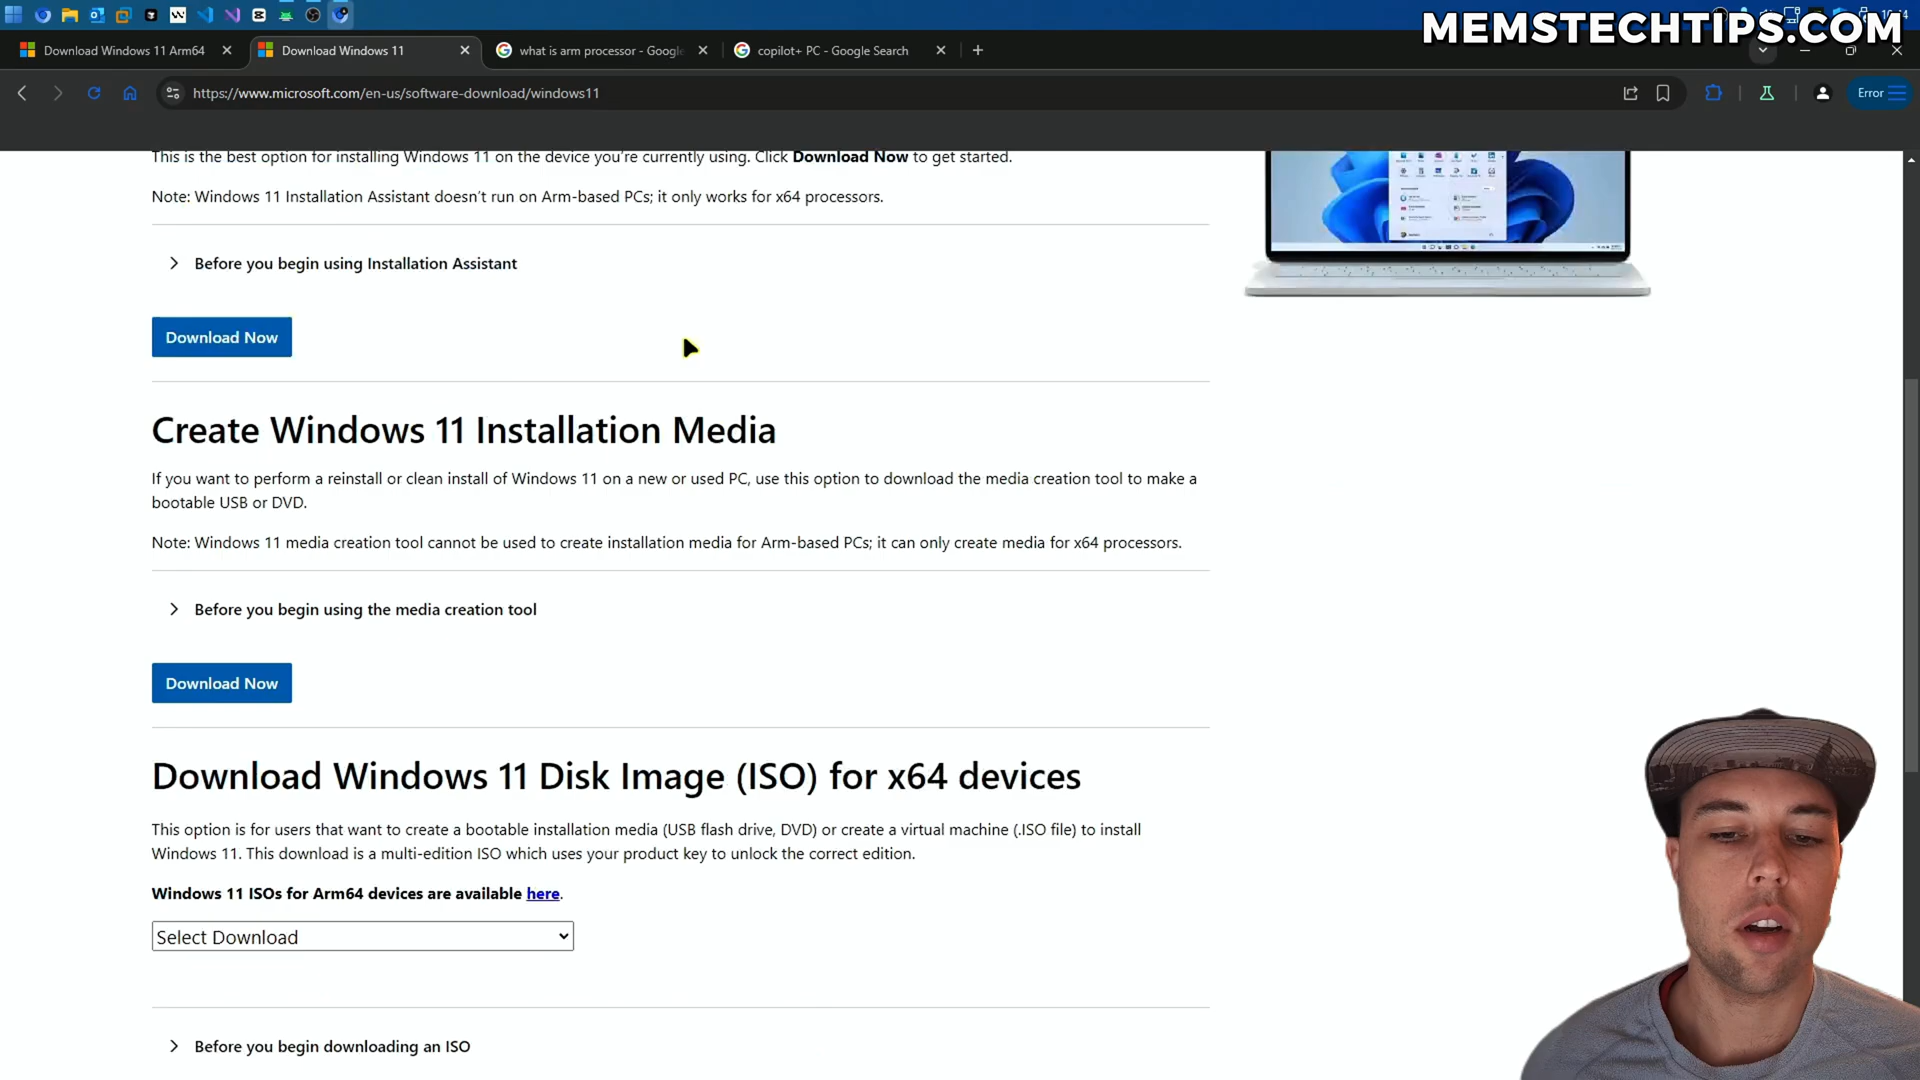 MEMSTECHTIPS.COM
Download Windows 11 Arm64
Download Windows 11
what is arm processor - Google
copilot+ PC - Google Search
https://www.microsoft.com/en-us/software-download/windows11
Error
This is the best option for installing Windows 11 on the device you're currently using. Click Download Now to get started.
Note: Windows 11 Installation Assistant doesn't run on Arm-based PCs; it only works for x64 processors.
Before you begin using Installation Assistant
Download Now
Create Windows 11 Installation Media
If you want to perform a reinstall or clean install of Windows 11 on a new or used PC, use this option to download the media creation tool to make a
bootable USB or DVD.
Note: Windows 11 media creation tool cannot be used to create installation media for Arm-based PCs; it can only create media for x64 processors.
Before you begin using the media creation tool
Download Now
Download Windows 11 Disk Image (ISO) for x64 devices
This option is for users that want to create a bootable installation media (USB flash drive, DVD) or create a virtual machine (.ISO file) to install
Windows 11. This download is a multi-edition ISO which uses your product key to unlock the correct edition.
Windows 11 ISOs for Arm64 devices are available here.
Select Download
Before you begin downloading an ISO